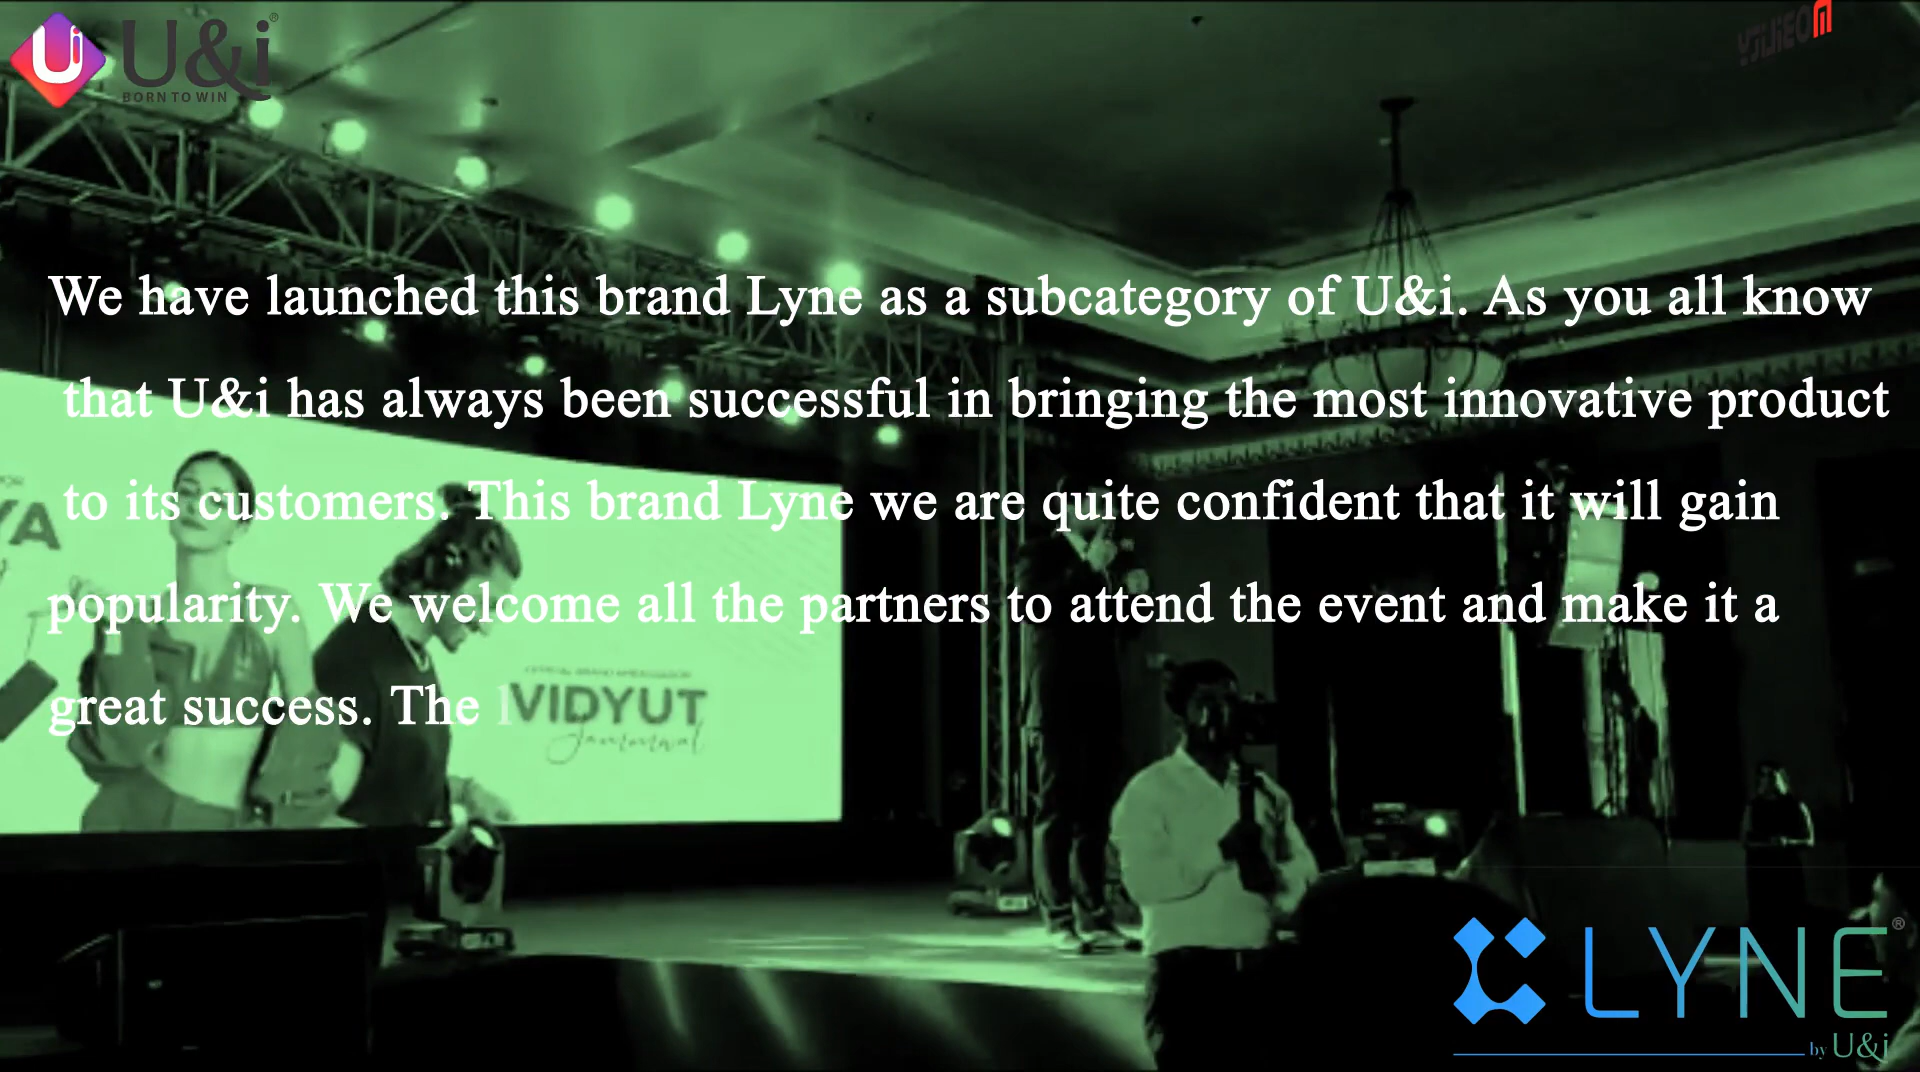 U&i®
BORN TO WIN
We have launched this brand Lyne as a subcategory of U&i. As you all know
that U&i has always been successful in bringing the most innovative product
to its customers. This brand Lyne we are quite confident that it will gain
popularity. We welcome all the partners to attend the event and make it a
great success. The l
YA
VIDYUT
Jammwal
LYNE®
by U&i